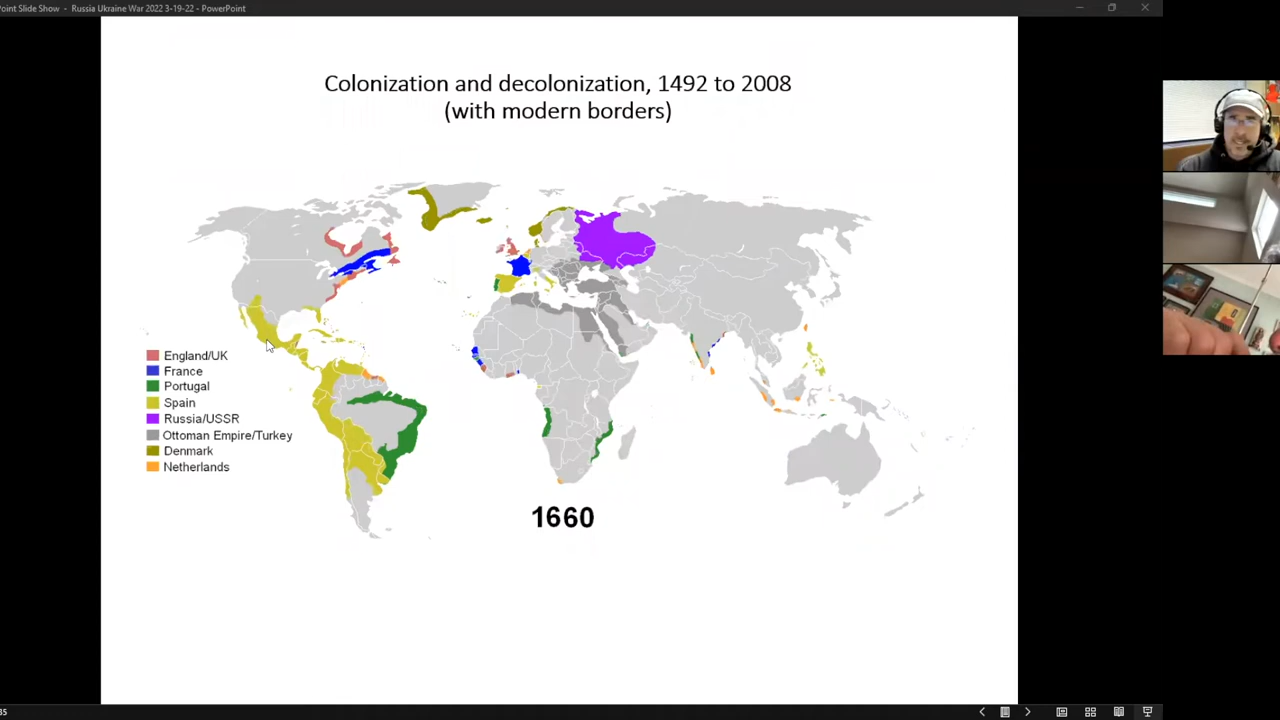 Point Slide Show - Russia Ukraine War 2022 3-19-22 - PowerPoint
Colonization and decolonization, 1492 to 2008
(with modern borders)
England/UK
France
Portugal
Spain
Russia/USSR
Ottoman Empire/Turkey
Denmark
Netherlands
1660
35